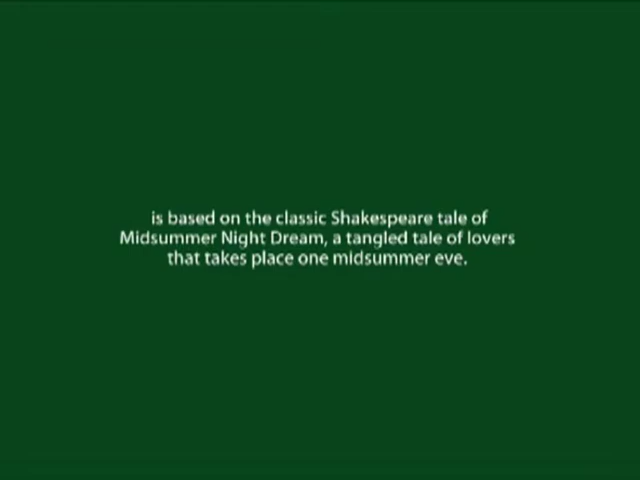 is based on the classic Shakespeare tale of
Midsummer Night Dream, a tangled tale of lovers
that takes place one midsummer eve.